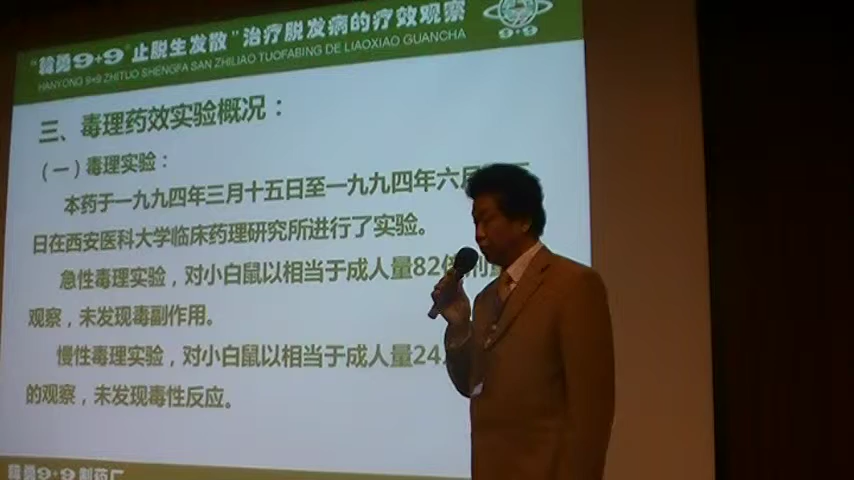 “韓勇9+9 止脱生发散”治疗脱发病的疗效观察
HANYONG 9+9 ZHITUO SHENGFA SAN ZHILIAO TUOFABING DE LIAOXIAO GUANCHA
9+9
三、毒理药效实验概况：
（一）毒理实验：
本药于一九九四年三月十五日至一九九四年六月
日在西安医科大学临床药理研究所进行了实验。
急性毒理实验，对小白鼠以相当于成人量82倍剂量
观察，未发现毒副作用。
慢性毒理实验，对小白鼠以相当于成人量24
的观察，未发现毒性反应。
韓勇9+9 制药厂